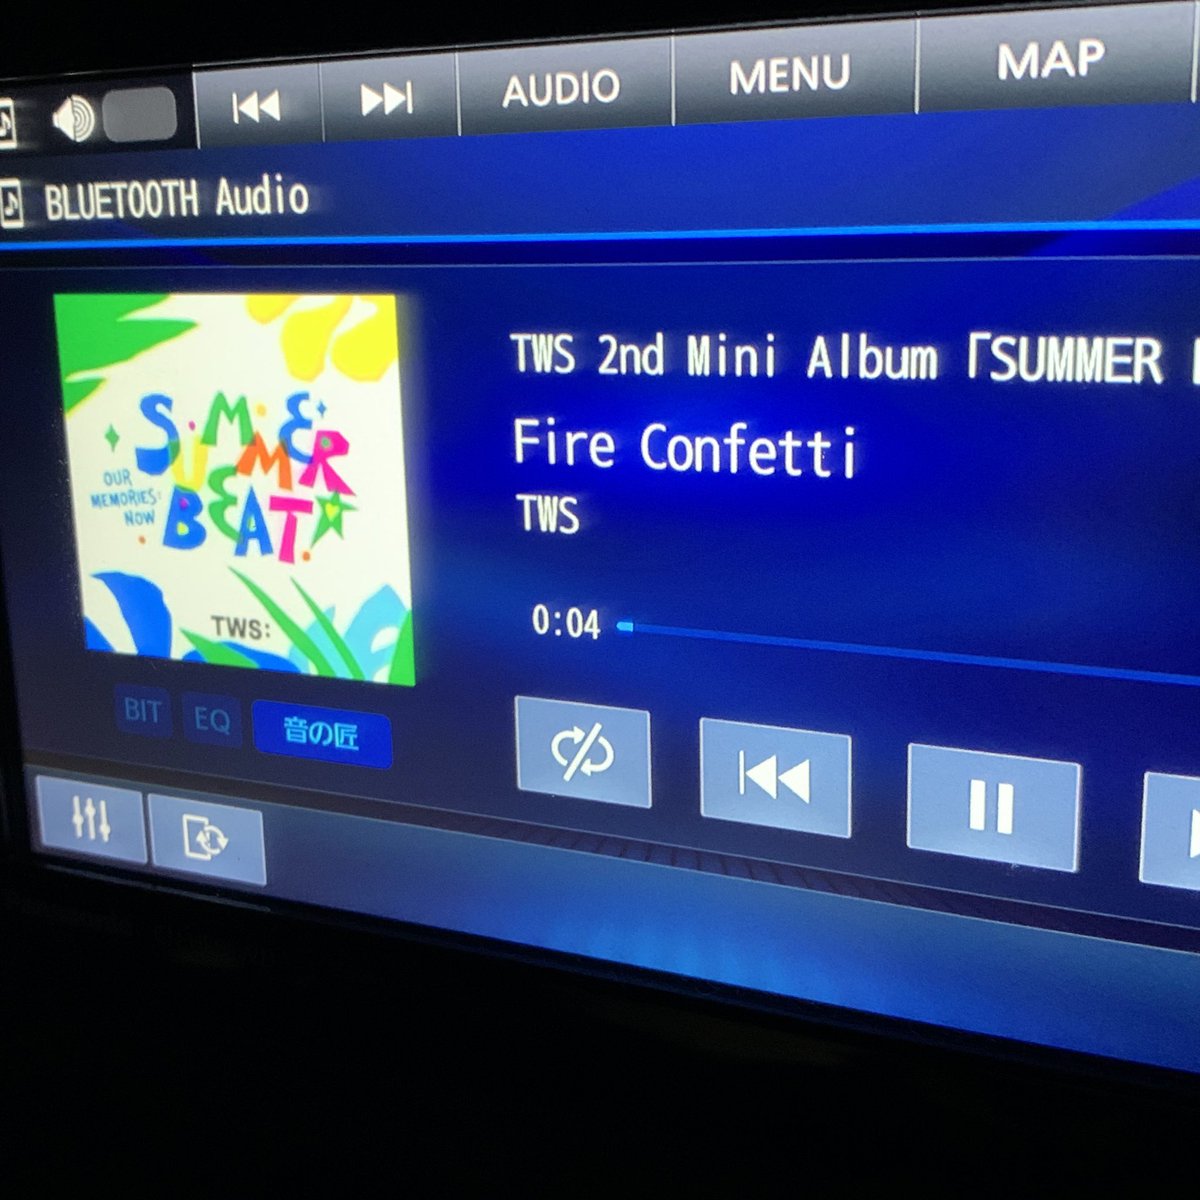 AUDIO MENU MAP
BLUETOOTH Audio
TWS 2nd Mini Album「SUMMER
Fire Confetti
TWS
0:04
SUMMER
BEAT
OUR
MEMORIES:
NOW
TWS:
BIT EQ 音の匠